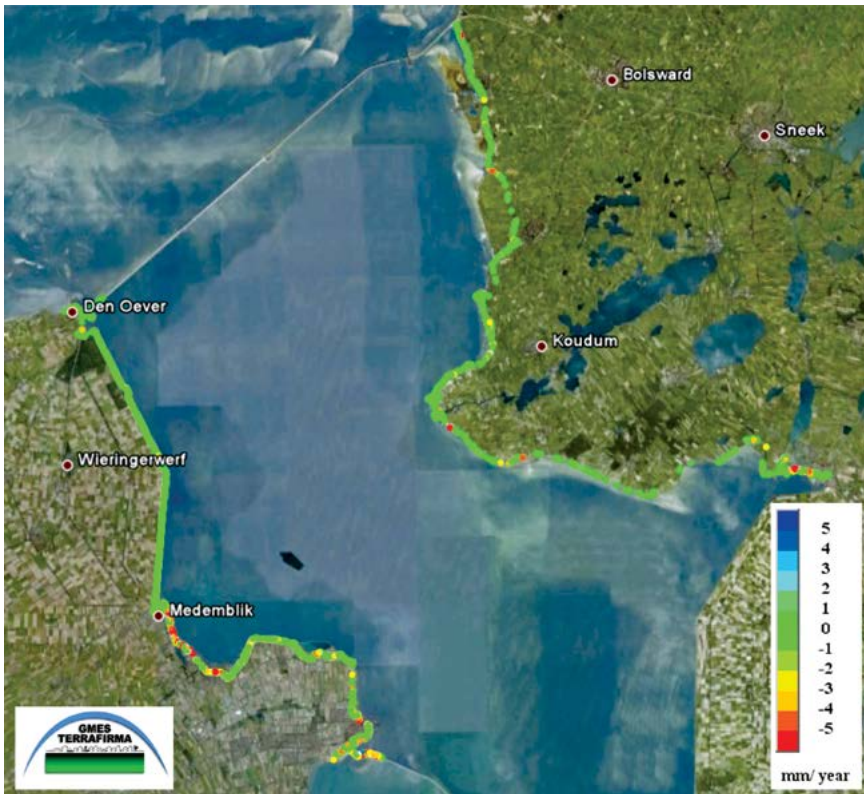 Bolsward
Sneek
Den Oever
Koudum
Wieringerwerf
Medemblik
5
4
3
2
1
0
-1
-2
-3
-4
-5
mm/ year
GMES
TERRAFIRMA